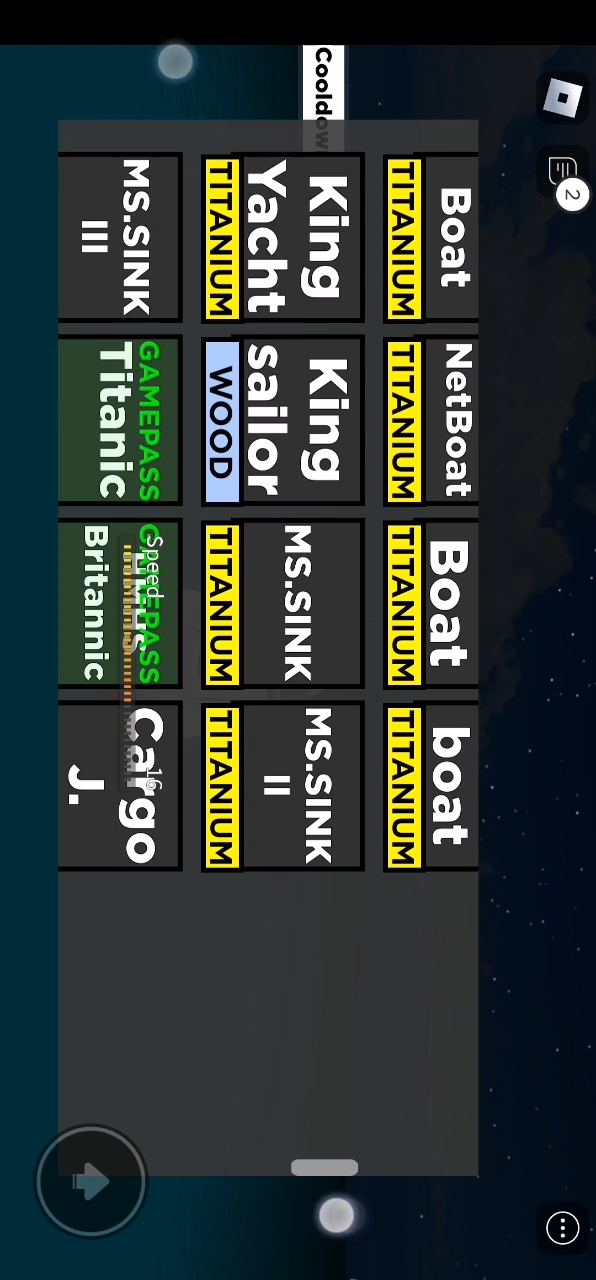 2
Cooldow
Boat
TITANIUM
NetBoat
TITANIUM
Boat
TITANIUM
boat
TITANIUM
King
Yacht
TITANIUM
King
sailor
WOOD
MS.SINK
TITANIUM
MS.SINK
II
TITANIUM
MS.SINK
III
GAMEPASS
Titanic
GAMEPASS
Britannic
Cargo
J.
Speed
16